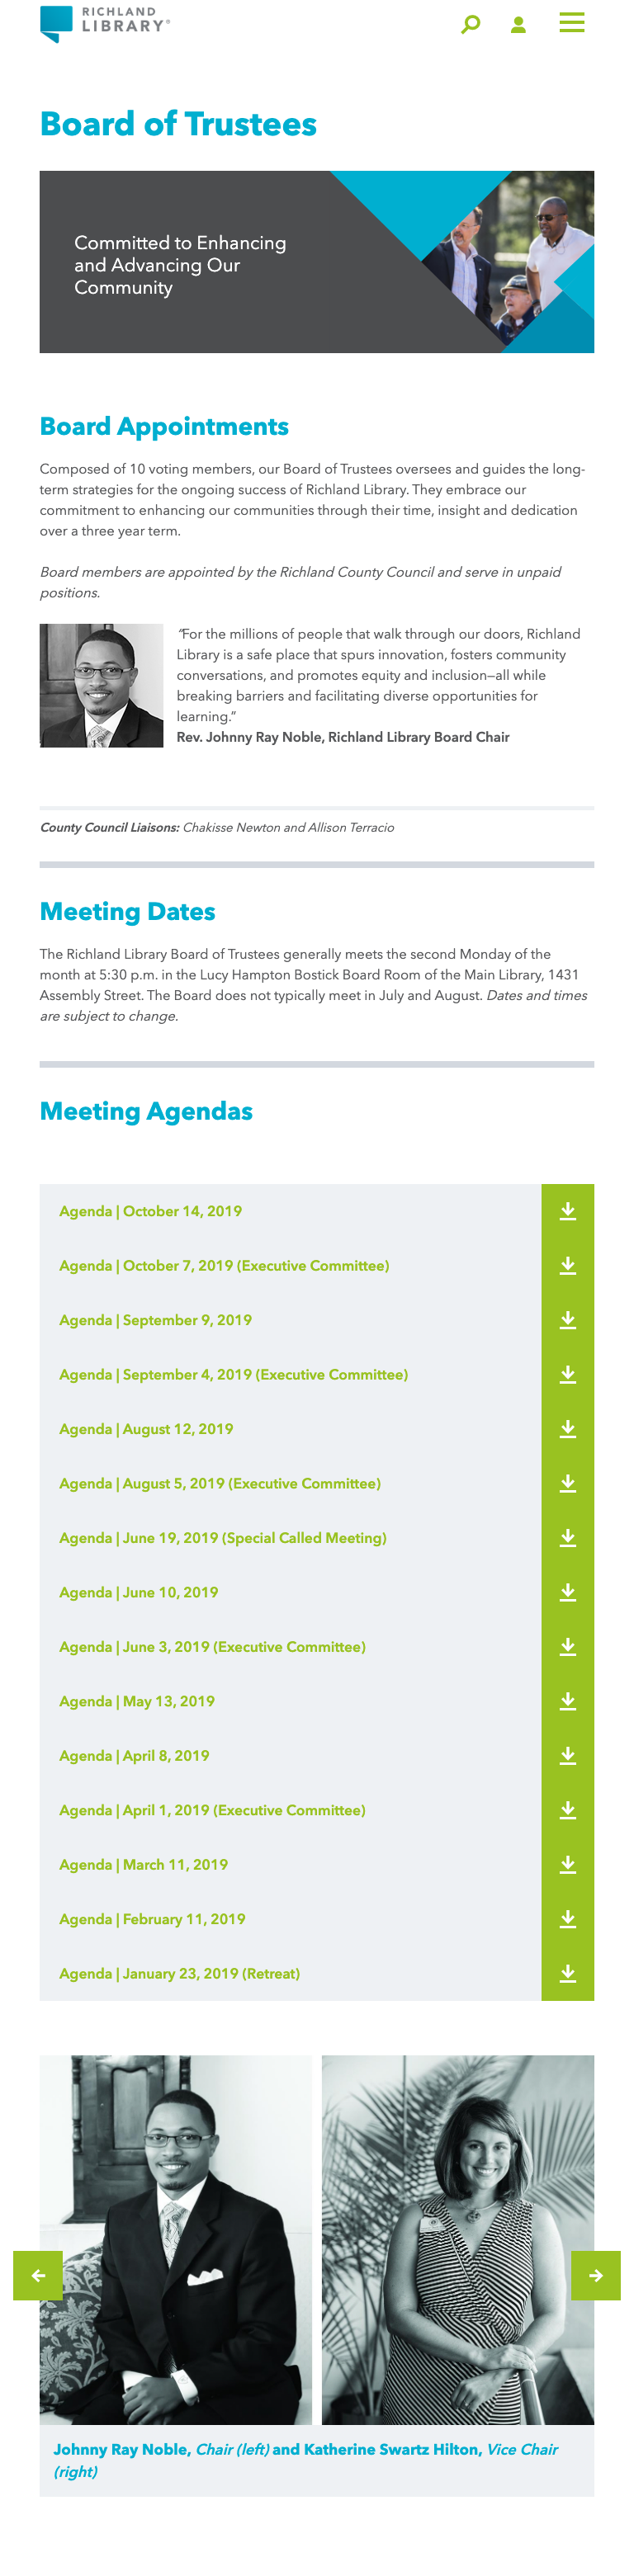 RICHLAND
LIBRARY®
Board of Trustees
Committed to Enhancing
and Advancing Our
Community
Board Appointments
Composed of 10 voting members, our Board of Trustees oversees and guides the long-
term strategies for the ongoing success of Richland Library. They embrace our
commitment to enhancing our communities through their time, insight and dedication
over a three year term.
Board members are appointed by the Richland County Council and serve in unpaid
positions.
“For the millions of people that walk through our doors, Richland
Library is a safe place that spurs innovation, fosters community
conversations, and promotes equity and inclusion—all while
breaking barriers and facilitating diverse opportunities for
learning.”
Rev. Johnny Ray Noble, Richland Library Board Chair
County Council Liaisons: Chakisse Newton and Allison Terracio
Meeting Dates
The Richland Library Board of Trustees generally meets the second Monday of the
month at 5:30 p.m. in the Lucy Hampton Bostick Board Room of the Main Library, 1431
Assembly Street. The Board does not typically meet in July and August. Dates and times
are subject to change.
Meeting Agendas
Agenda | October 14, 2019
Agenda | October 7, 2019 (Executive Committee)
Agenda | September 9, 2019
Agenda | September 4, 2019 (Executive Committee)
Agenda | August 12, 2019
Agenda | August 5, 2019 (Executive Committee)
Agenda | June 19, 2019 (Special Called Meeting)
Agenda | June 10, 2019
Agenda | June 3, 2019 (Executive Committee)
Agenda | May 13, 2019
Agenda | April 8, 2019
Agenda | April 1, 2019 (Executive Committee)
Agenda | March 11, 2019
Agenda | February 11, 2019
Agenda | January 23, 2019 (Retreat)
Johnny Ray Noble, Chair (left) and Katherine Swartz Hilton, Vice Chair
(right)